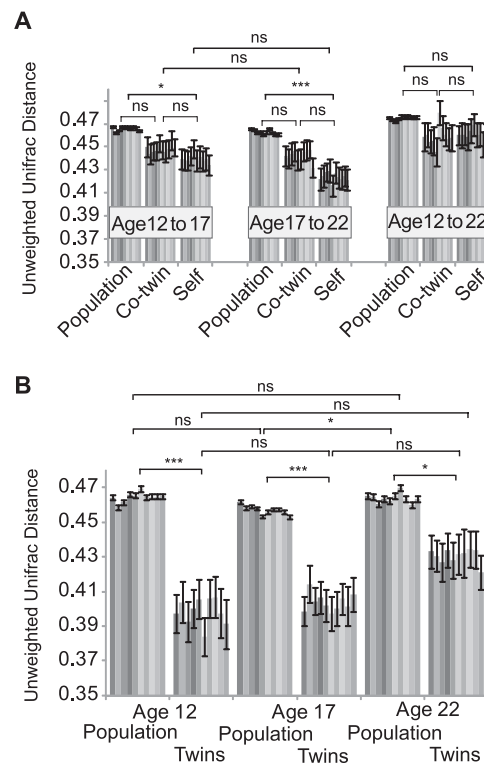 A
ns
ns
ns
* *** ns ns
ns ns ns ns
Unweighted Unifrac Distance
0.47
0.45
0.43
0.41
0.39
0.37
0.35
Age12 to 17 Age17 to 22 Age12 to 22
Population Co-twin Self Population Co-twin Self Population Co-twin Self
B
ns
ns
ns *
ns ns
*** *** *
Unweighted Unifrac Distance
0.47
0.45
0.43
0.41
0.39
0.37
0.35
Age 12 Age 17 Age 22
Population Population Population
Twins Twins Twins